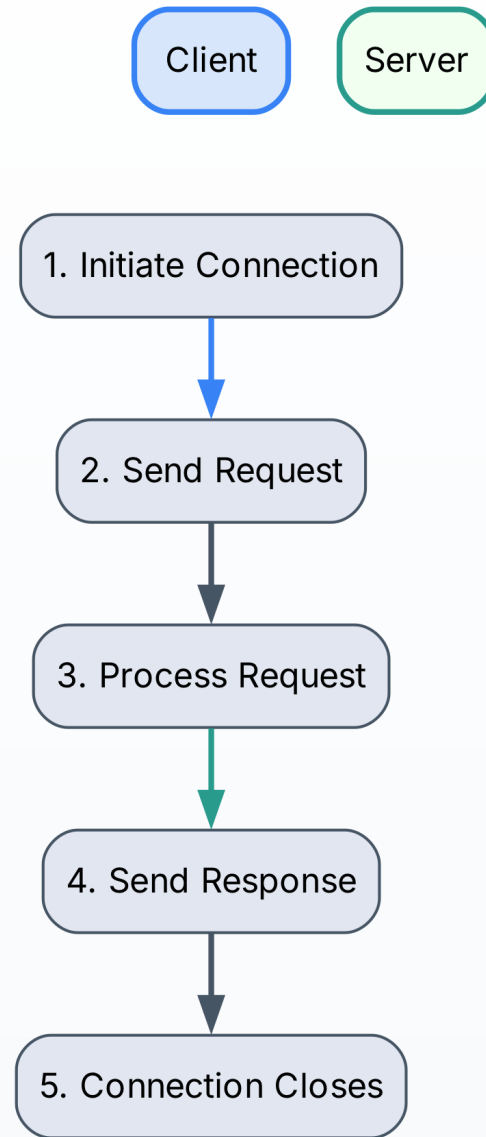 Client
Server
1. Initiate Connection
2. Send Request
3. Process Request
4. Send Response
5. Connection Closes